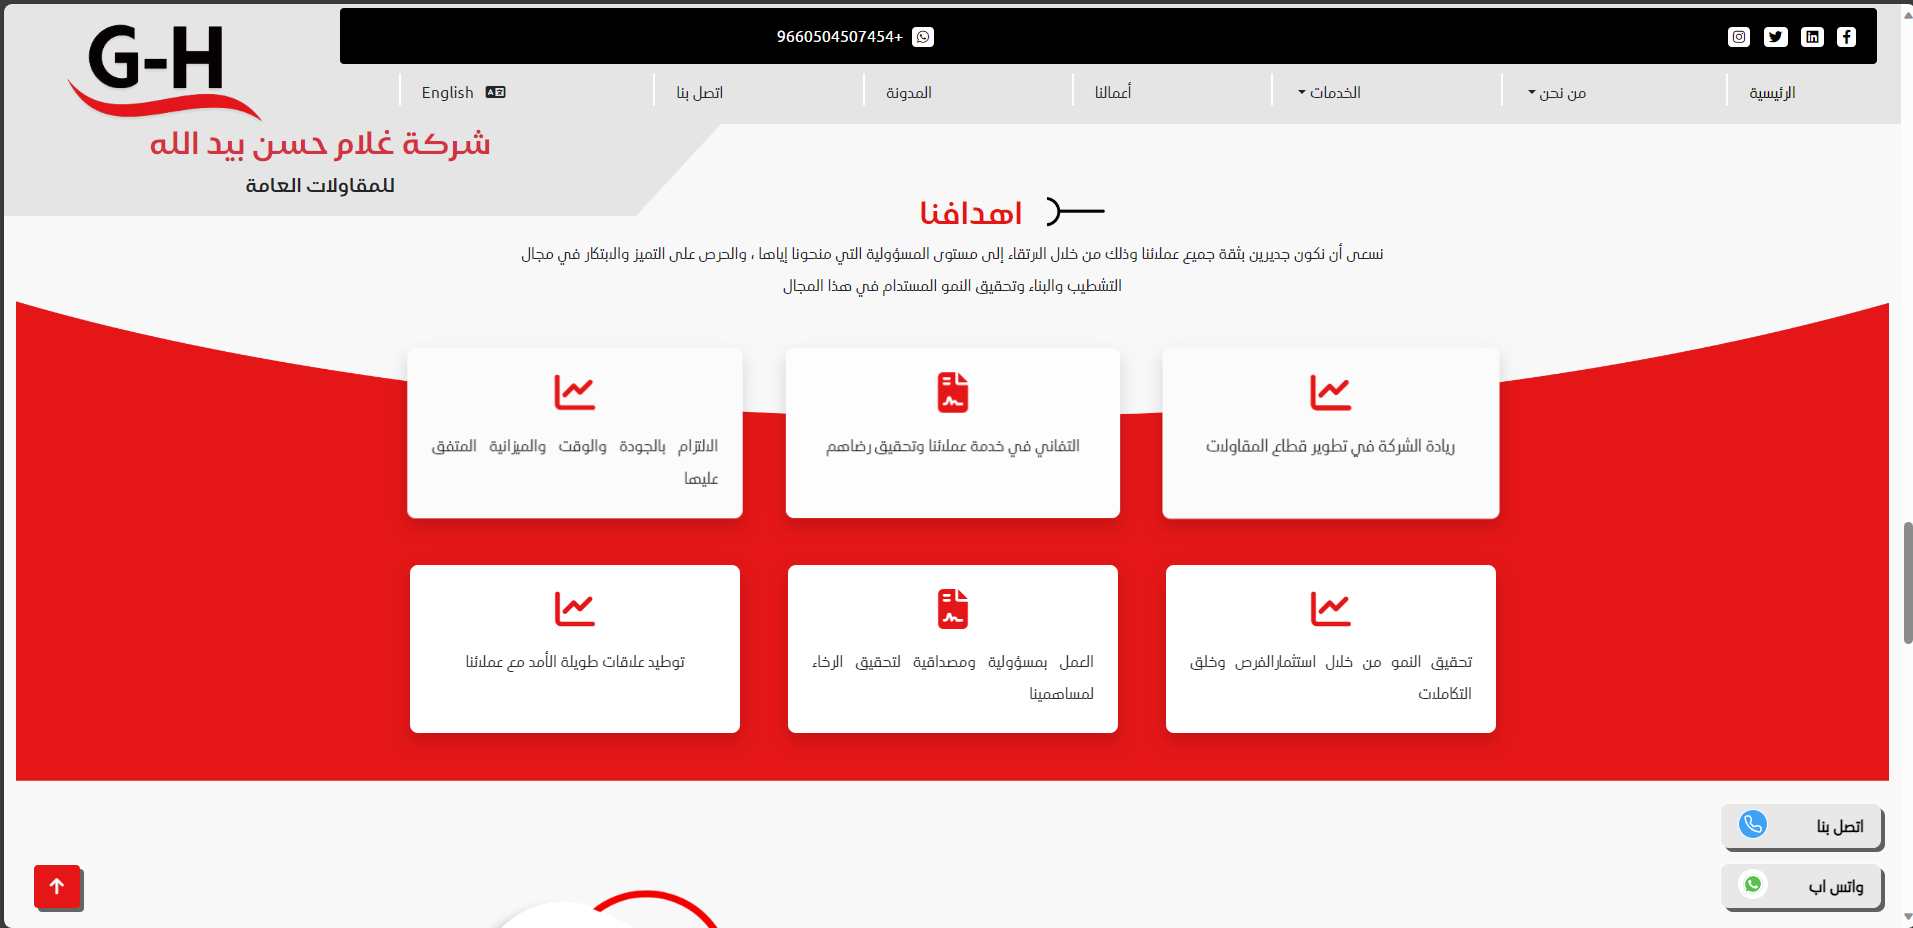 +9660504507454
G-H
شركة غلام حسن بيد الله
للمقاولات العامة
الرئيسية
من نحن
الخدمات
أعمالنا
المدونة
اتصل بنا
English
اهدافنا
نسعى أن نكون جديرين بثقة جميع عملائنا وذلك من خلال الارتقاء إلى مستوى المسؤولية التي منحونا إياها ، والحرص على التميز والابتكار في مجال
التشطيب والبناء وتحقيق النمو المستدام في هذا المجال
ريادة الشركة في تطوير قطاع المقاولات
التفاني في خدمة عملائنا وتحقيق رضاهم
الالتزام بالجودة والوقت والميزانية المتفق
عليها
تحقيق النمو من خلال استثمارالفرص وخلق
التكاملات
العمل بمسؤولية ومصداقية لتحقيق الرخاء
لمساهمينا
توطيد علاقات طويلة الأمد مع عملائنا
اتصل بنا
واتس اب